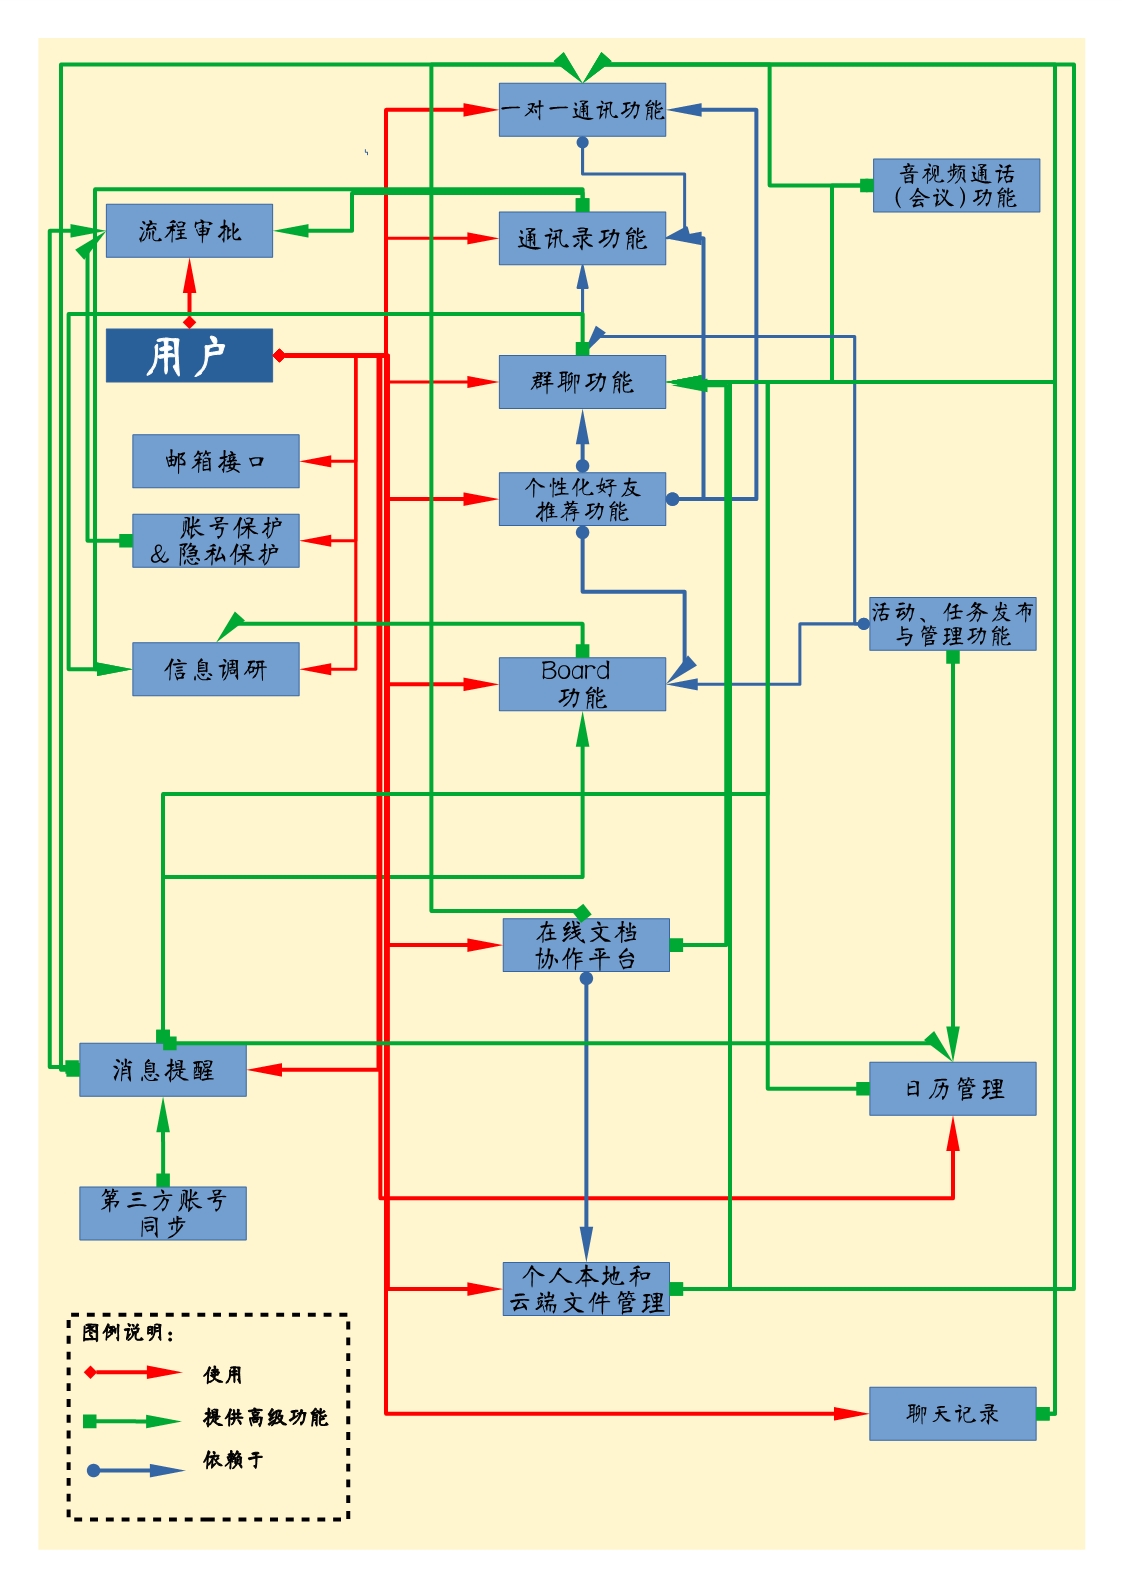 一对一通讯功能
音视频通话
(会议)功能
流程审批
通讯录功能
用户
群聊功能
邮箱接口
个性化好友
推荐功能
账号保护
& 隐私保护
活动、任务发布
与管理功能
信息调研
Board
功能
在线文档
协作平台
消息提醒
日历管理
第三方账号
同步
个人本地和
云端文件管理
聊天记录
图例说明：
使用
提供高级功能
依赖于